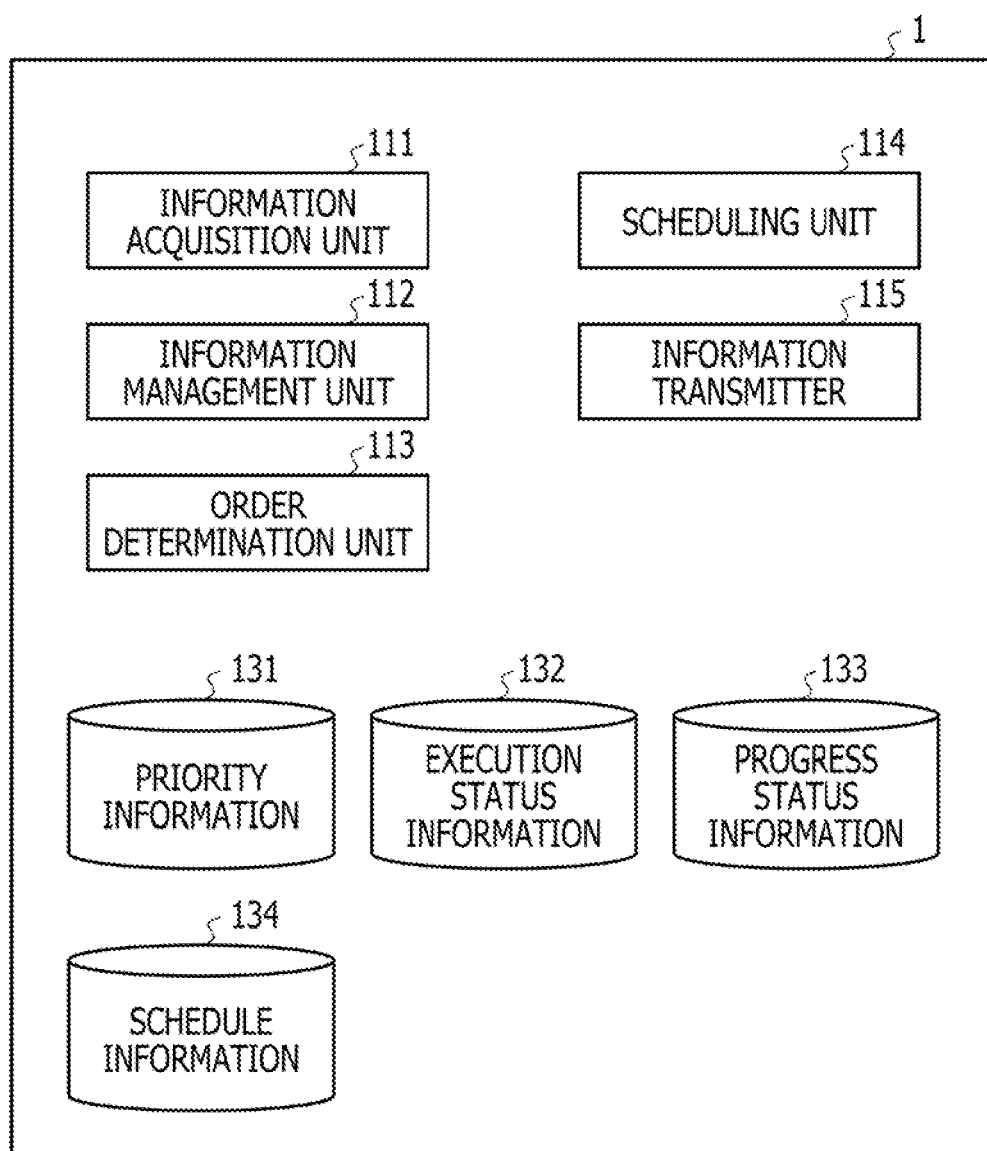 1
111
INFORMATION
ACQUISITION UNIT
114
SCHEDULING UNIT
112
INFORMATION
MANAGEMENT UNIT
115
INFORMATION
TRANSMITTER
113
ORDER
DETERMINATION UNIT
131
PRIORITY
INFORMATION
132
EXECUTION
STATUS
INFORMATION
133
PROGRESS
STATUS
INFORMATION
134
SCHEDULE
INFORMATION